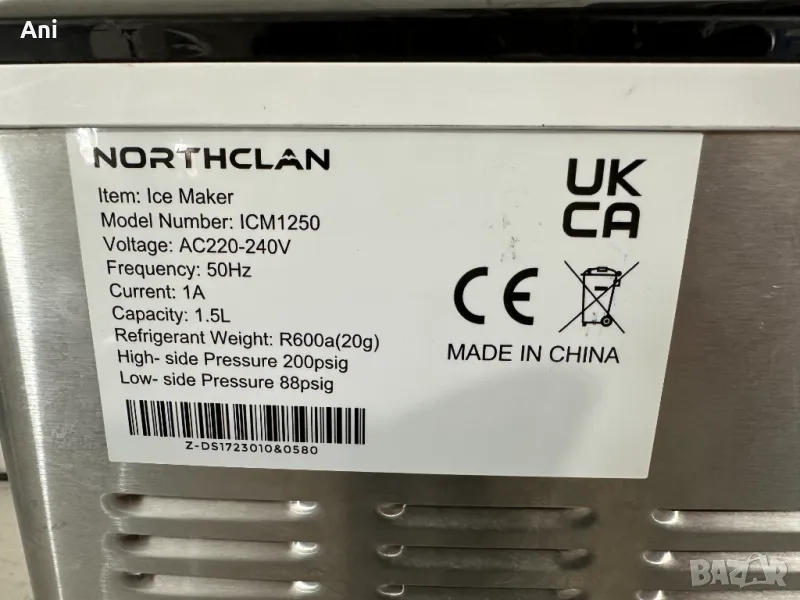 Ani
NORTHCLAN
Item: Ice Maker
Model Number: ICM1250
Voltage: AC220-240V
Frequency: 50Hz
Current: 1A
Capacity: 1.5L
Refrigerant Weight: R600a(20g)
High- side Pressure 200psig
Low- side Pressure 88psig
Z-DS1723010&0580
UK
CA
CE
MADE IN CHINA
BAZAR